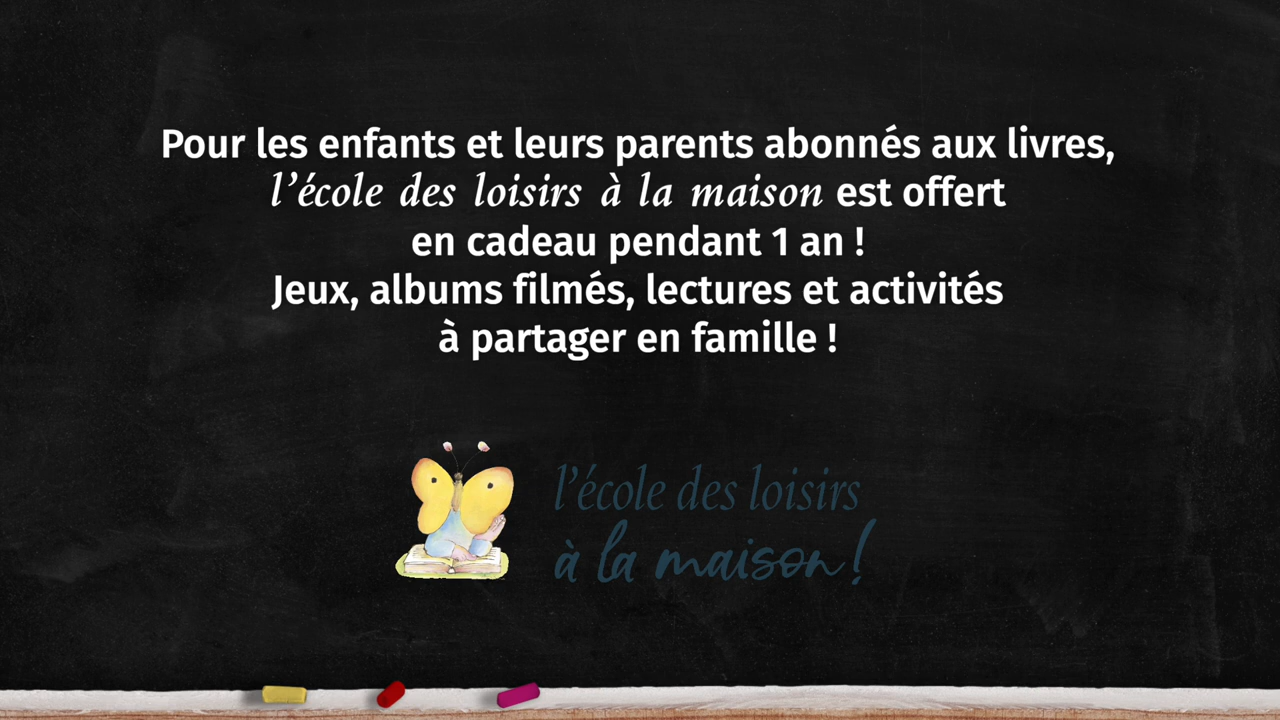 Pour les enfants et leurs parents abonnés aux livres,
l’école des loisirs à la maison est offert
en cadeau pendant 1 an !
Jeux, albums filmés, lectures et activités
à partager en famille !
l’école des loisirs
à la maison !